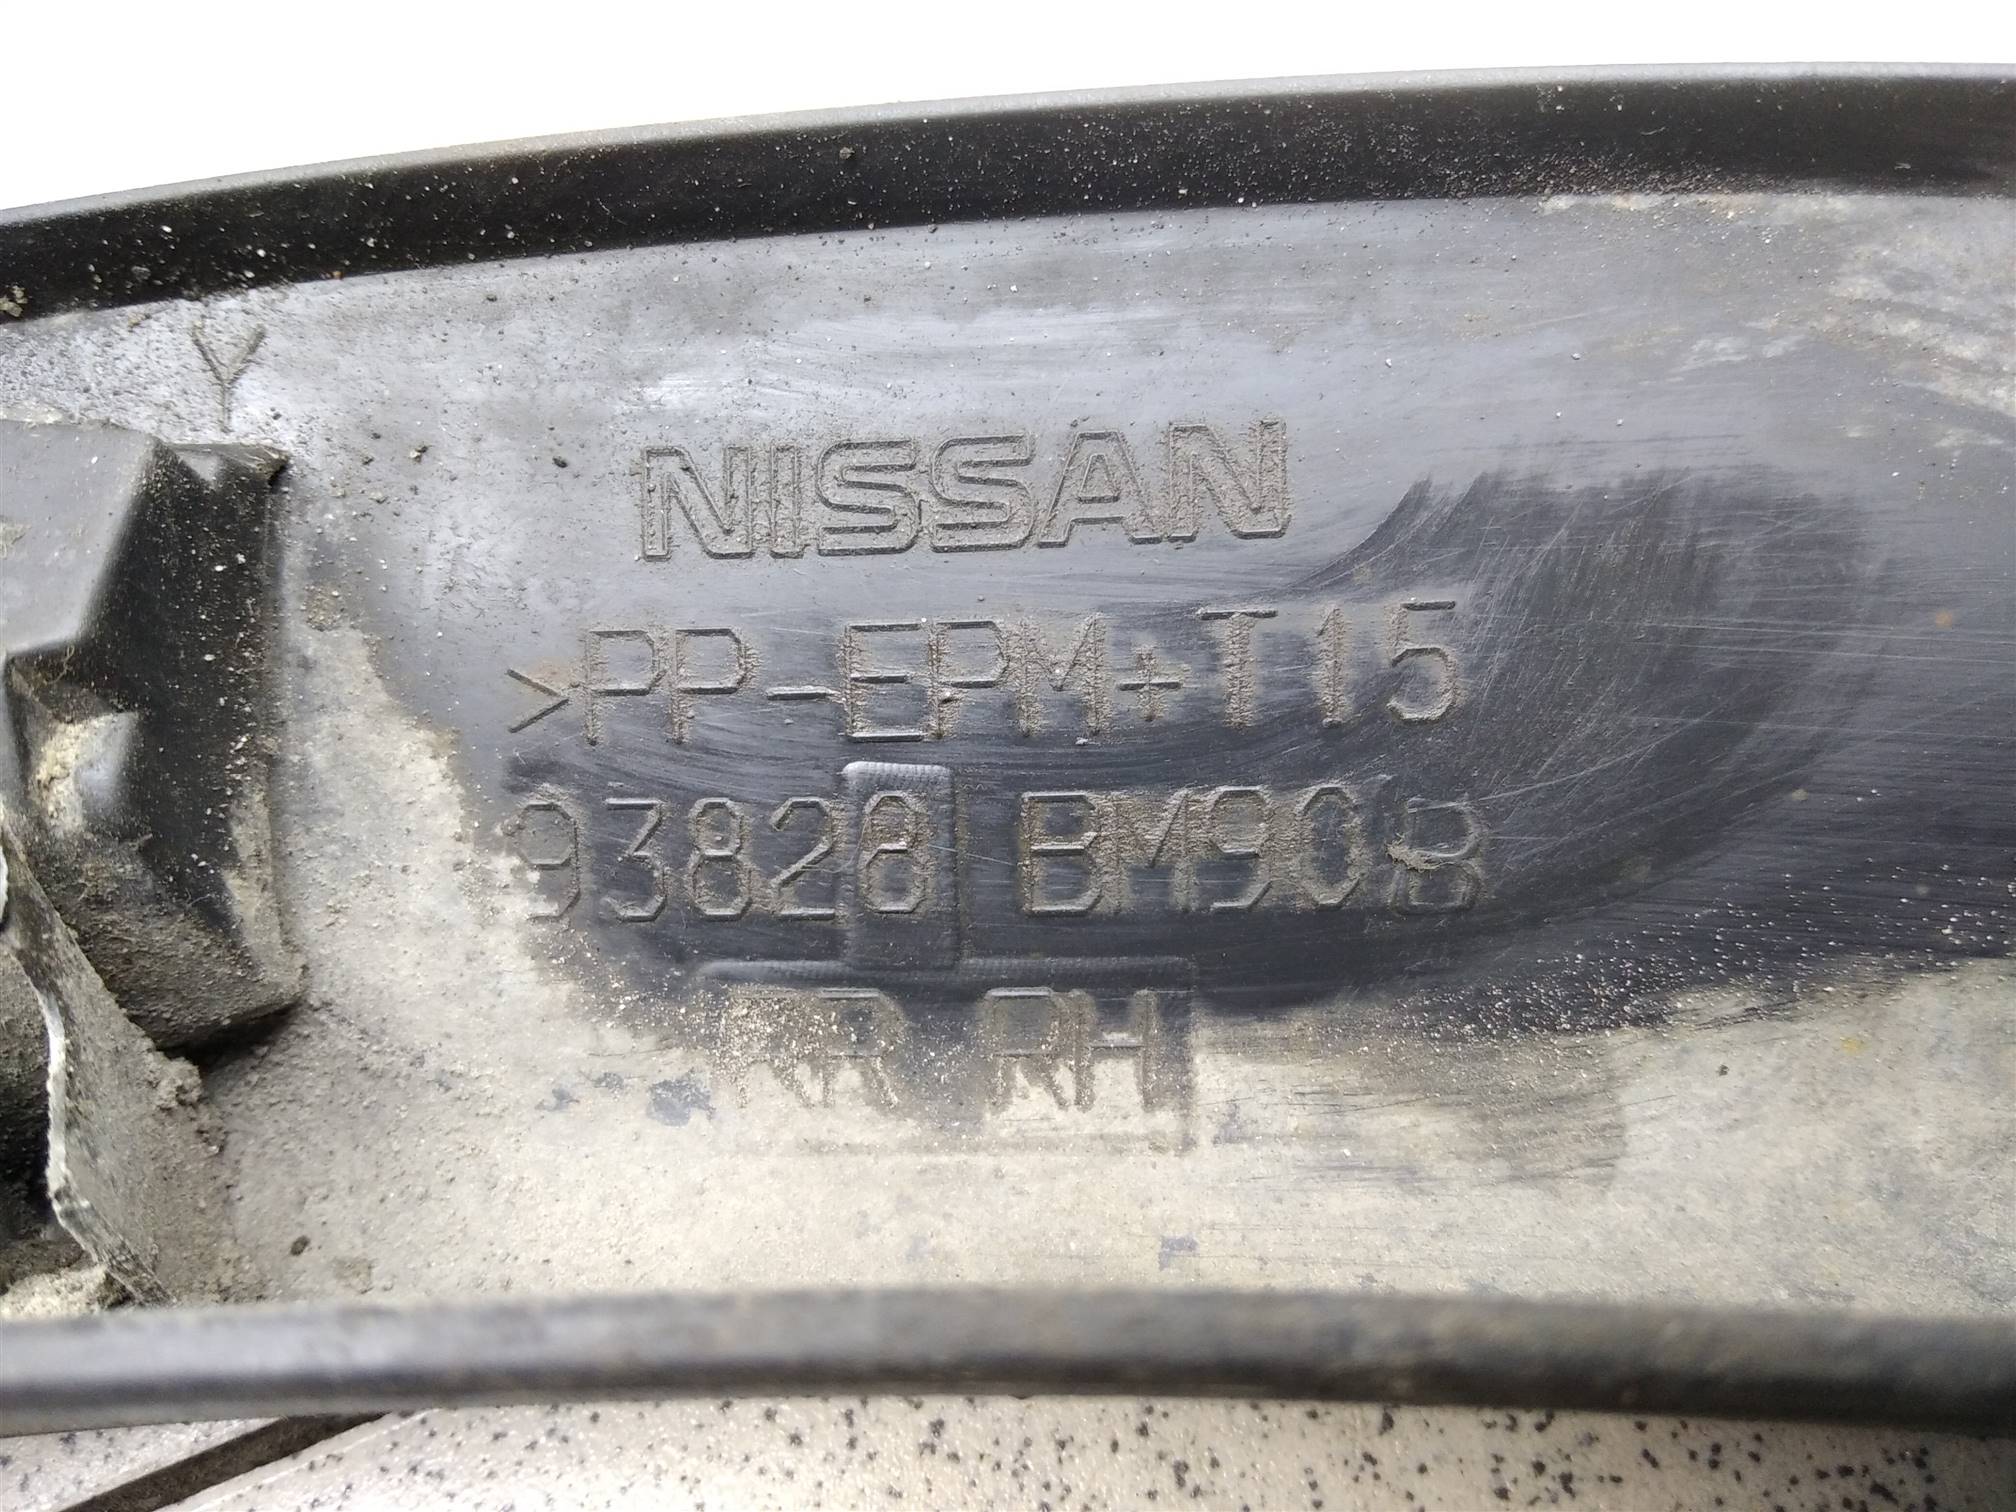 Y
NISSAN
>PP-EPM+T15
93828 BM90B
RR RH